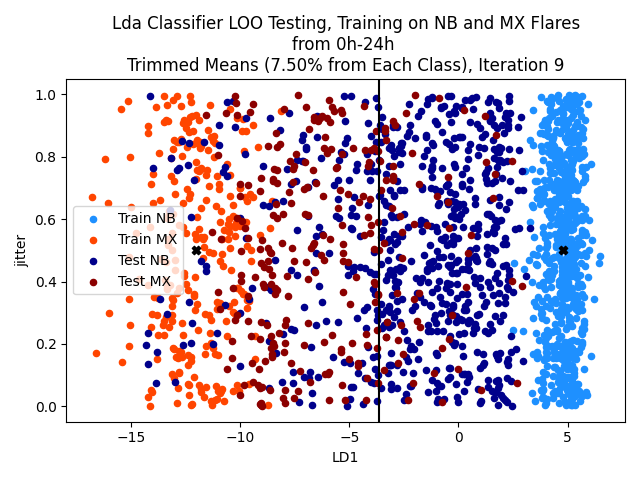 Lda Classifier LOO Testing, Training on NB and MX Flares
from 0h-24h
Trimmed Means (7.50% from Each Class), Iteration 9
1.0
0.8
0.6
0.4
0.2
0.0
jitter
Train NB
Train MX
Test NB
Test MX
−15
−10
−5
0
5
LD1